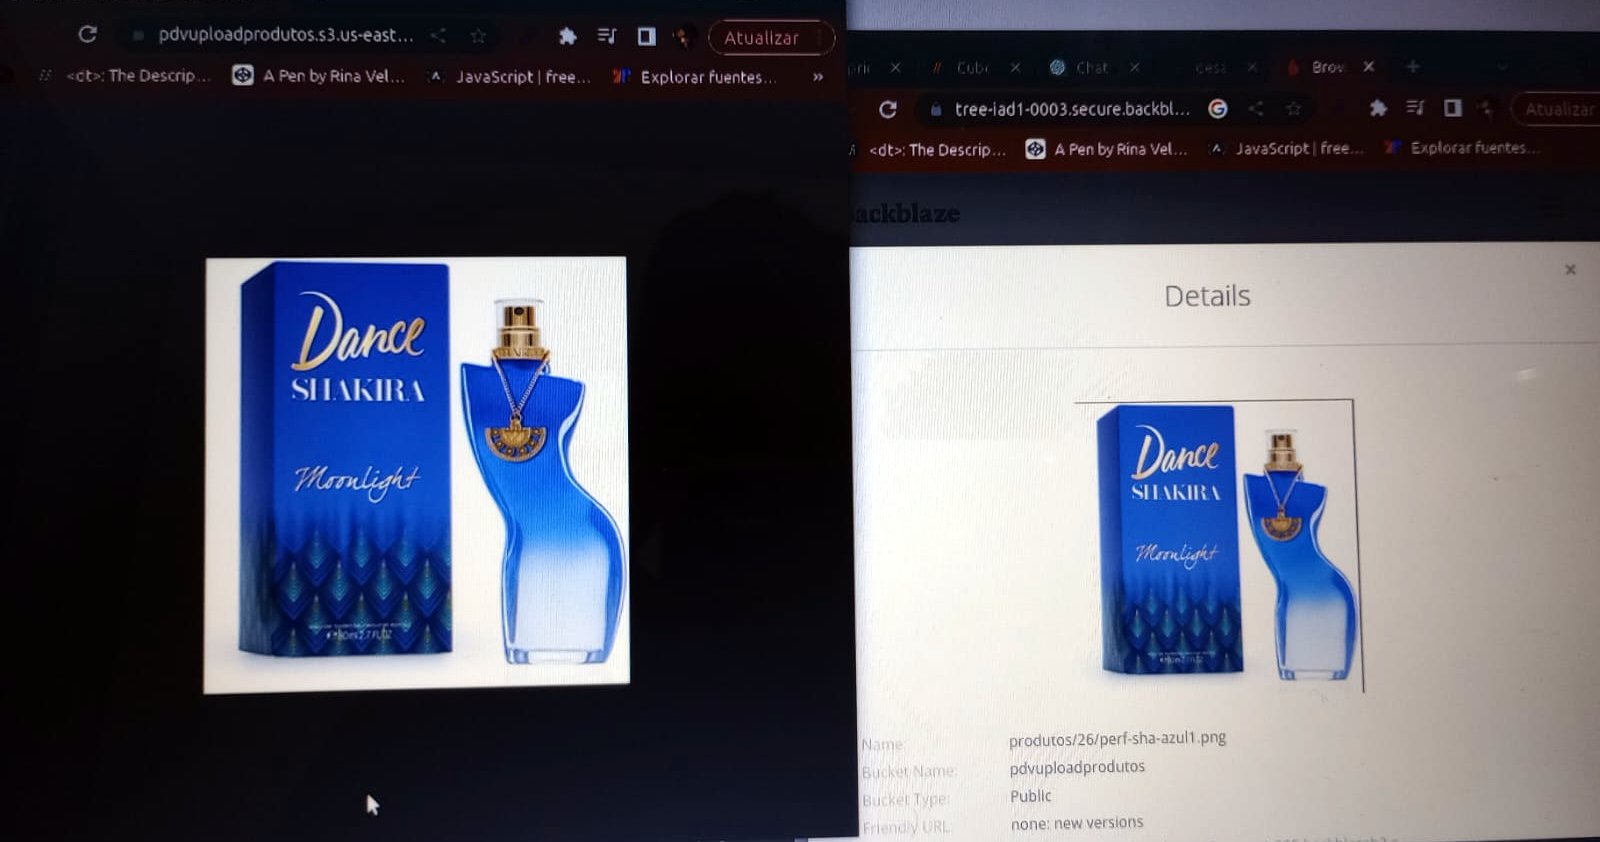 pdvuploadprodutos.s3.us-east...
Atualizar
<dt>: The Descrip...
A Pen by Rina Vel...
JavaScript | free...
Explorar fuentes...
»
Dance
SHAKIRA
Moonlight
Chat
Brow
tree-iad1-0003.secure.backbl...
Atualizar
<dt>: The Descrip...
A Pen by Rina Vel...
JavaScript | free...
Explorar fuentes...
ackblaze
Details
Dance
SHAKIRA
Moonlight
Name: produtos/26/perf-sha-azul1.png
Bucket Name: pdvuploadprodutos
Bucket Type: Public
Friendly URL: none: new versions